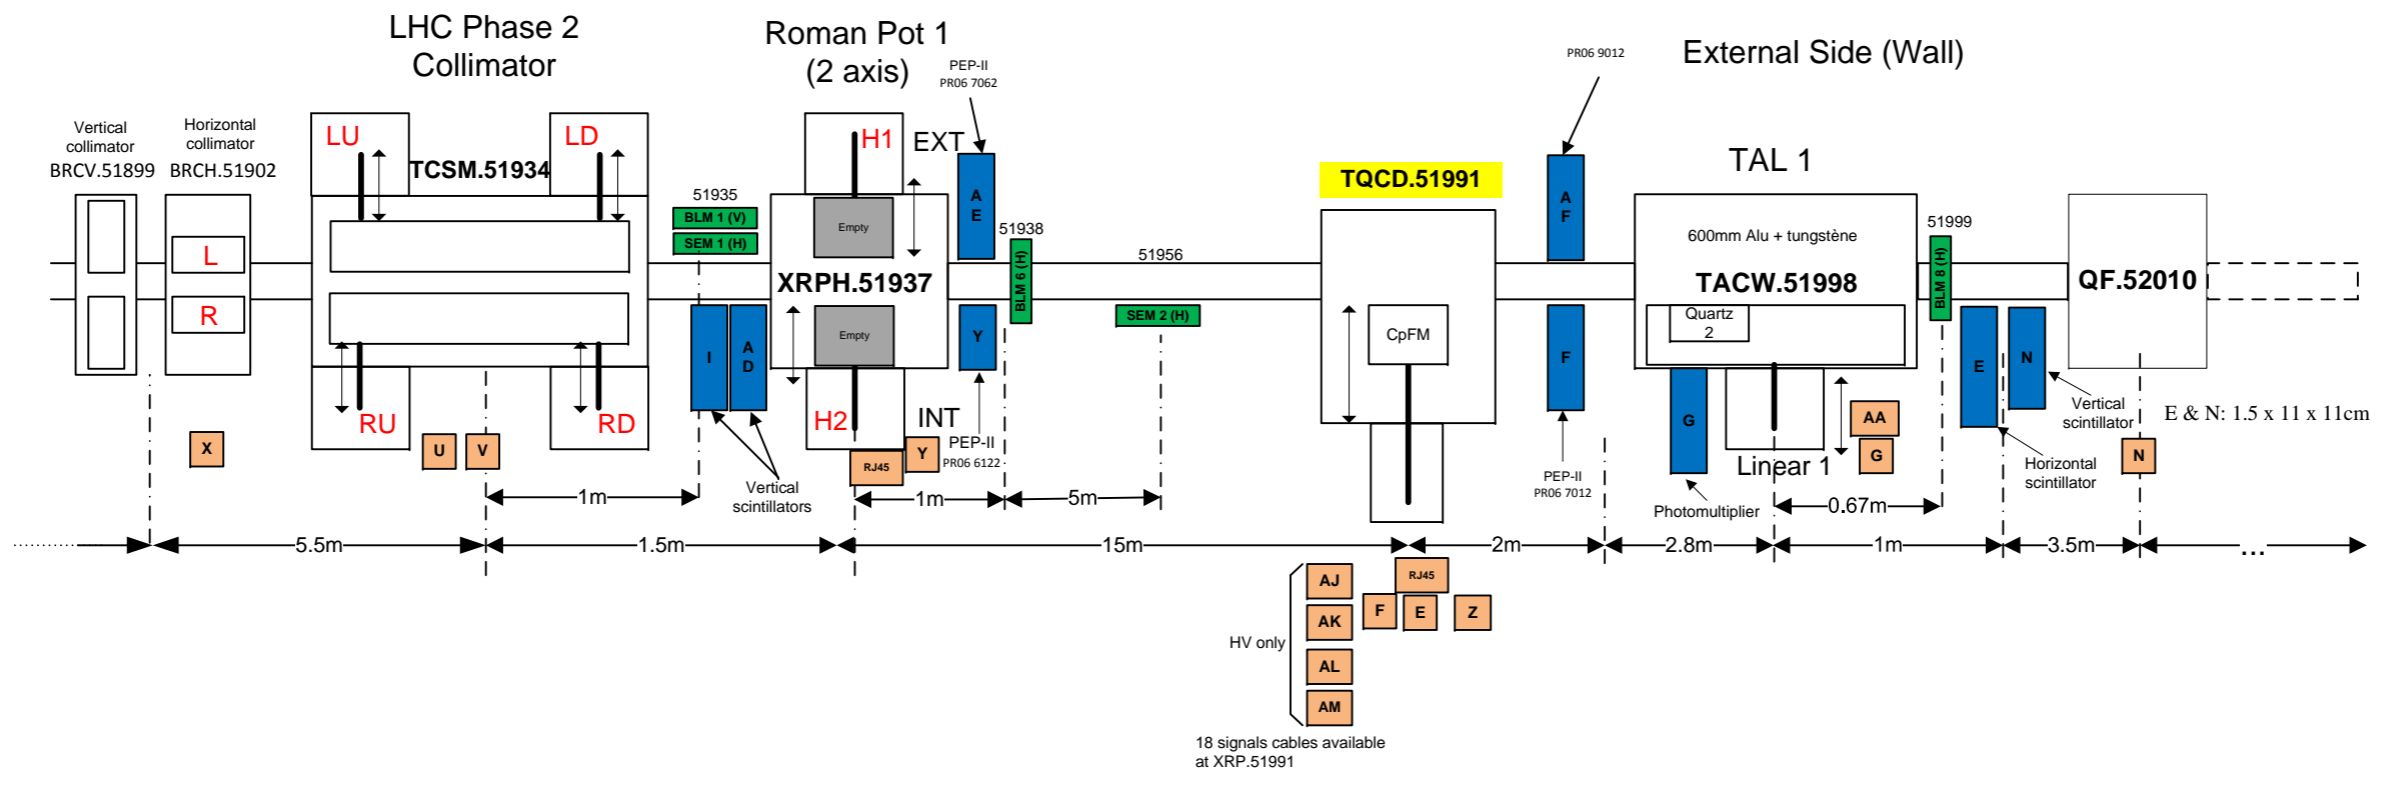 LHC Phase 2
Collimator
Roman Pot 1
(2 axis)
PEP-II
PR06 7062
PR06 9012
External Side (Wall)
Vertical
collimator
BRCV.51899
Horizontal
collimator
BRCH.51902
LU
LD
TCSM.51934
H1
EXT
A
E
TQCD.51991
A
F
TAL 1
51935
BLM 1 (V)
SEM 1 (H)
Empty
51938
BLM 6 (H)
51956
600mm Alu + tungstène
51999
BLM 8 (H)
L
R
XRPH.51937
TACW.51998
QF.52010
I
A
D
Empty
Y
SEM 2 (H)
CpFM
F
Quartz
2
E
N
RU
RD
H2
INT
G
AA
G
Vertical
scintillator
E & N: 1.5 x 11 x 11cm
X
U
V
RJ45
Y
PEP-II
PR06 6122
PEP-II
PR06 7012
Linear 1
Horizontal
scintillator
N
1m
Vertical
scintillators
1m
5m
Photomultiplier
0.67m
5.5m
1.5m
15m
2m
2.8m
1m
3.5m
...
AJ
RJ45
AK
F
E
Z
HV only
AL
AM
18 signals cables available
at XRP.51991